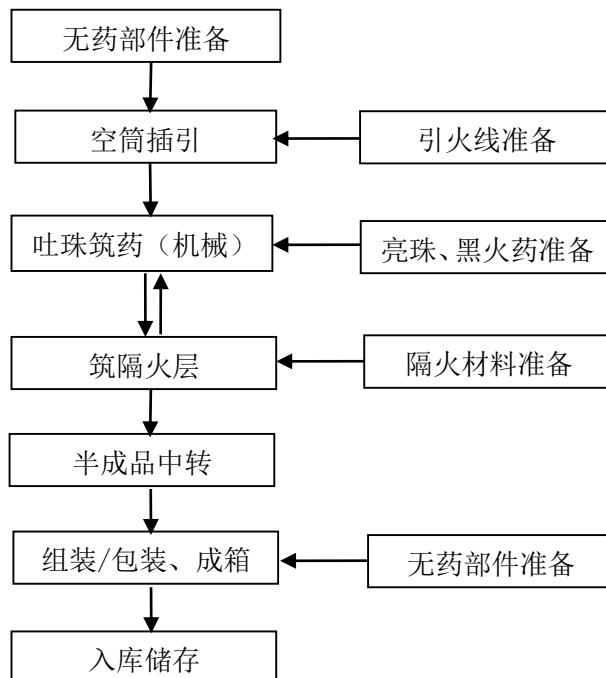 无药部件准备
空筒插引
引火线准备
吐珠筑药（机械）
亮珠、黑火药准备
筑隔火层
隔火材料准备
半成品中转
组装/包装、成箱
无药部件准备
入库储存